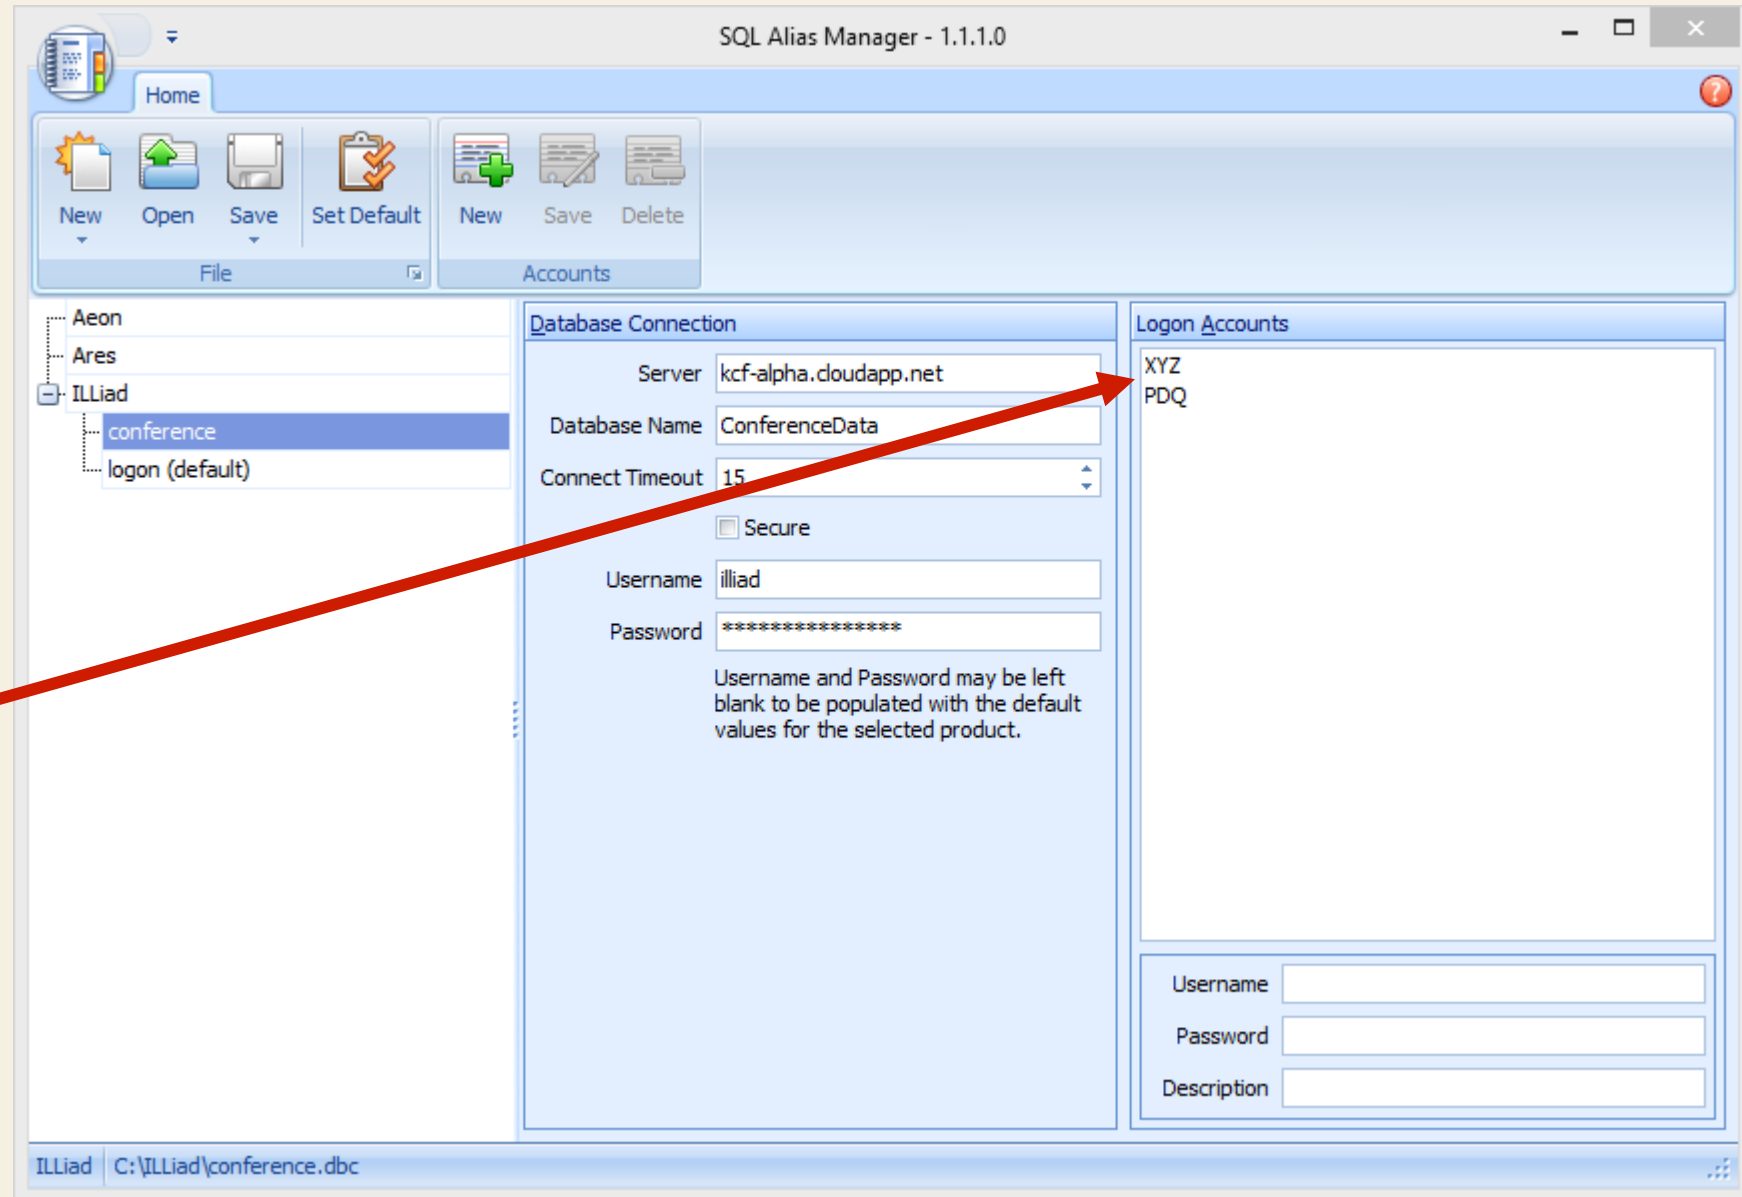 SQL Alias Manager - 1.1.1.0
Home
New
Open
Save
Set Default
New
Save
Delete
File
Accounts
Aeon
Ares
ILLiad
conference
logon (default)
Database Connection
Server kcf-alpha.cloudapp.net
Database Name ConferenceData
Connect Timeout 15
Secure
Username illiad
Password ***************
Username and Password may be left
blank to be populated with the default
values for the selected product.
Logon Accounts
XYZ
PDQ
Username
Password
Description
ILLiad C:\ILLiad\conference.dbc